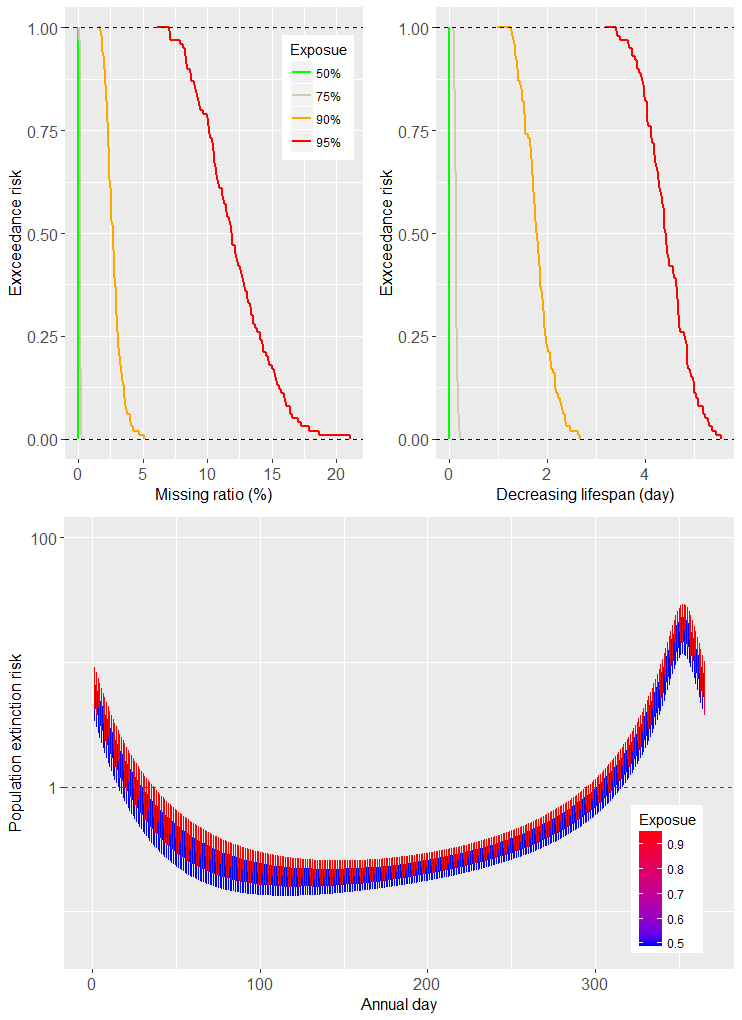 Exxceedance risk
1.00
0.75
0.50
0.25
0.00
Exposue
50%
75%
90%
95%
0 5 10 15 20
Missing ratio (%)
Exxceedance risk
1.00
0.75
0.50
0.25
0.00
0 2 4
Decreasing lifespan (day)
Population extinction risk
100
1
Exposue
0.9
0.8
0.7
0.6
0.5
0 100 200 300
Annual day